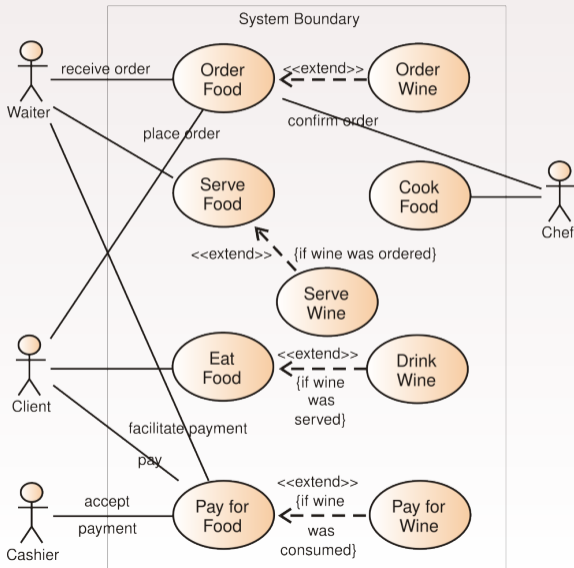 System Boundary
receive order
Order
Food
<<extend>>
Order
Wine
Waiter
place order
confirm order
Serve
Food
Cook
Food
Chef
<<extend>>
{if wine was ordered}
Serve
Wine
Client
Eat
Food
<<extend>>
{if wine
was
served}
Drink
Wine
facilitate payment
pay
Cashier
accept
payment
Pay for
Food
<<extend>>
{if wine
was
consumed}
Pay for
Wine